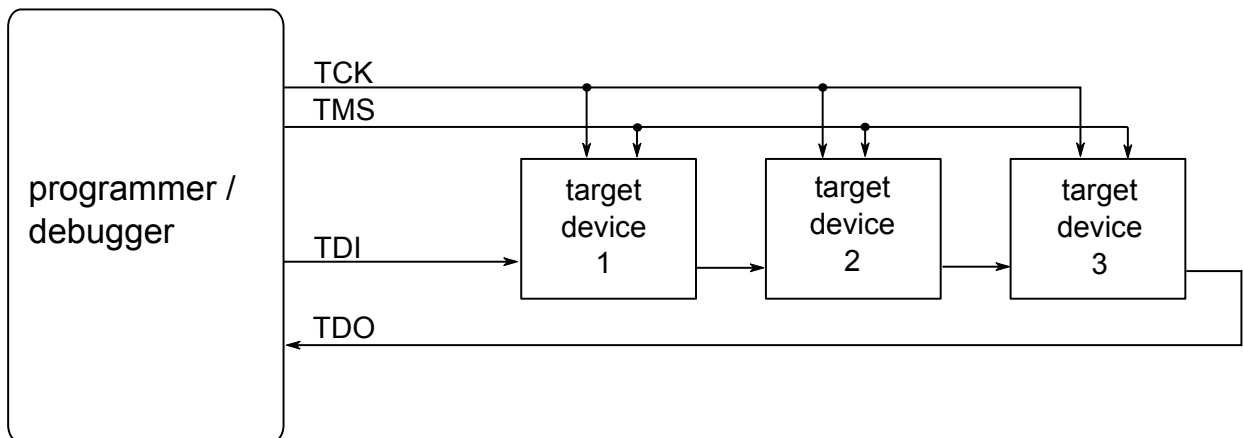 TCK
TMS
programmer /
debugger
TDI
TDO
target
device
1
target
device
2
target
device
3